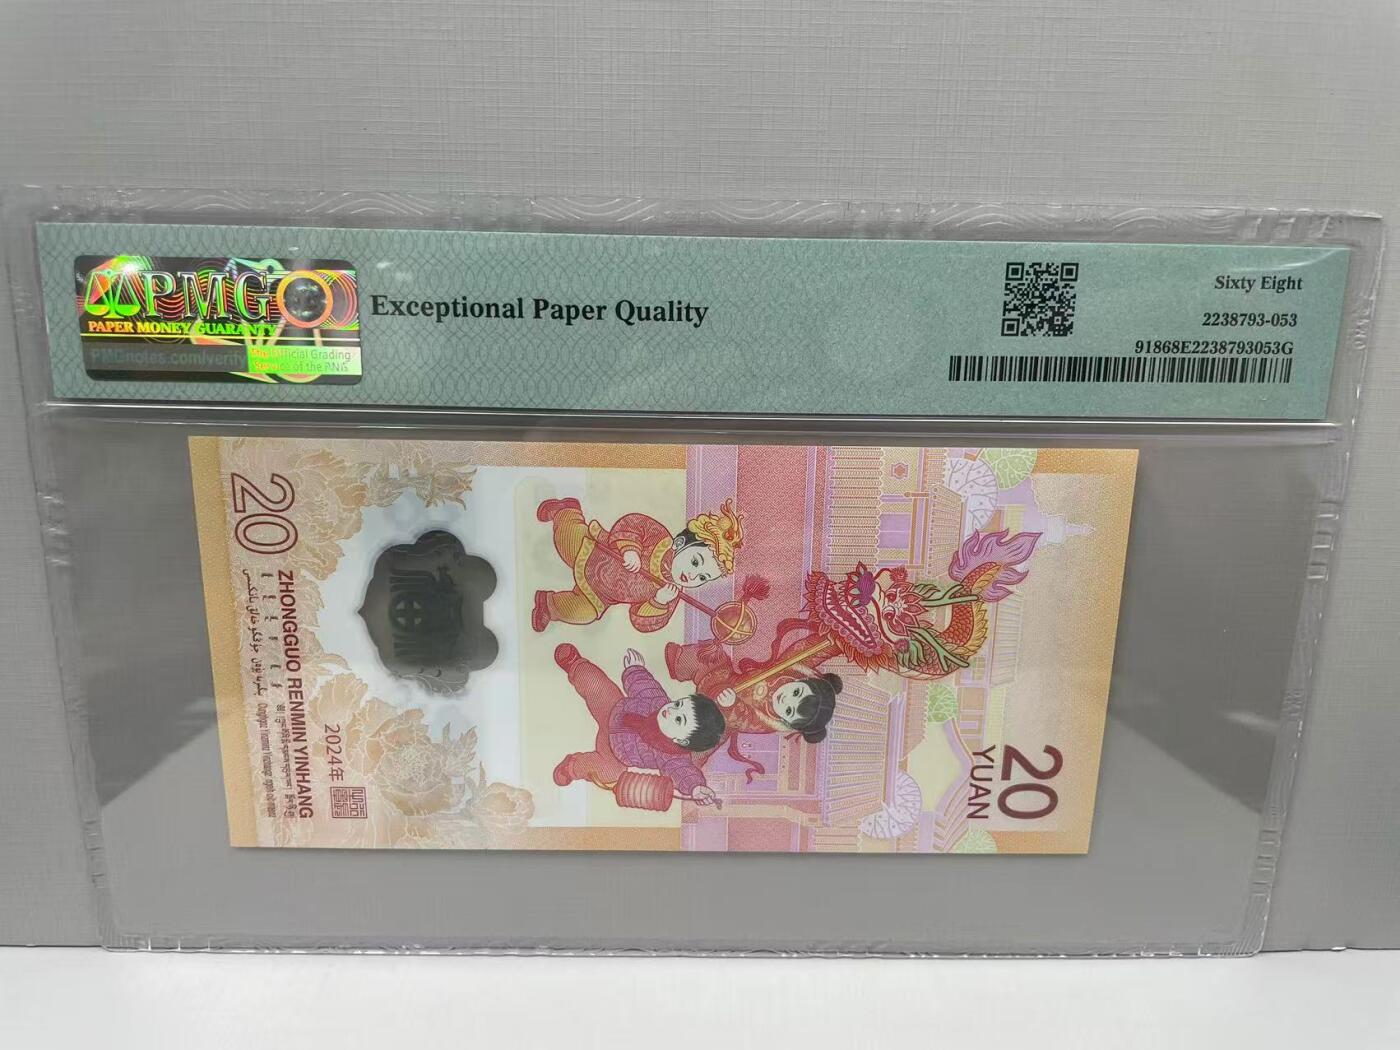 PMG
PAPER MONEY GUARANTY
PMGnotes.com/verify
The Official Grading
Service of the ANS
Exceptional Paper Quality
Sixty Eight
2238793-053
91868E2238793053G
20
ZHONGGUO RENMIN YINHANG
2024年
20
YUAN